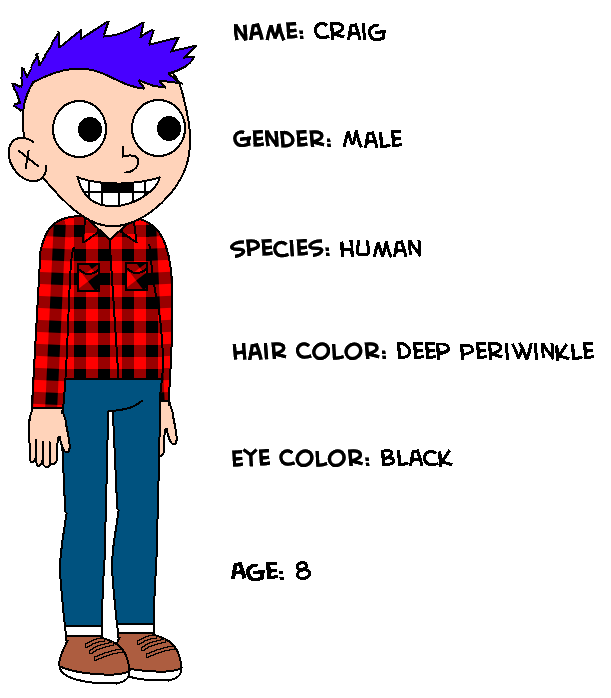 NAME: CRAIG
GENDER: MALE
SPECIES: HUMAN
HAIR COLOR: DEEP PERIWINKLE
EYE COLOR: BLACK
AGE: 8